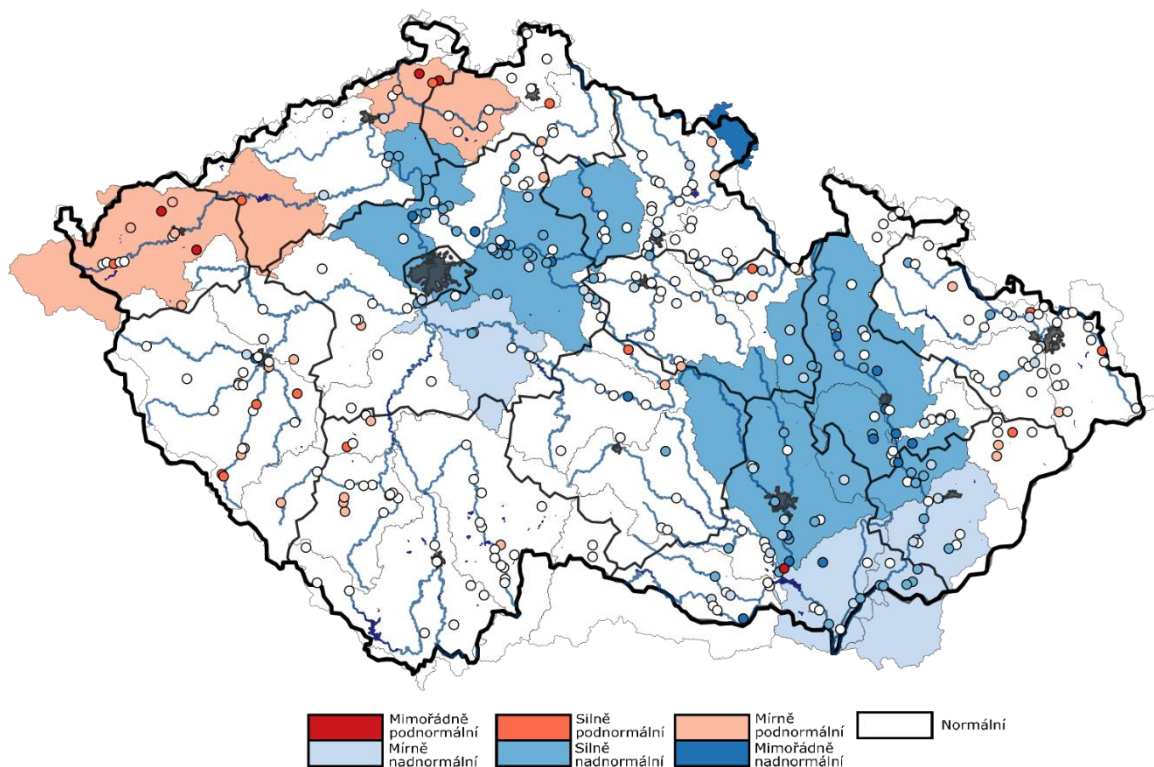 Mimořádně
podnormální
Silně
podnormální
Mírně
podnormální
Normální
Mírně
nadnormální
Silně
nadnormální
Mimořádně
nadnormální